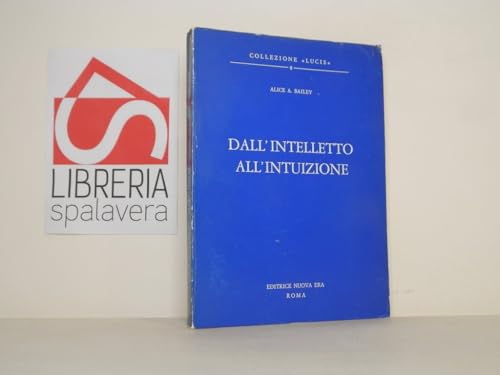 LIBRERIA
spalavera
COLLEZIONE «LUCIS»
ALICE A. BAILEY
DALL'INTELLETTO
ALL'INTUIZIONE
EDITRICE NUOVA ERA
ROMA